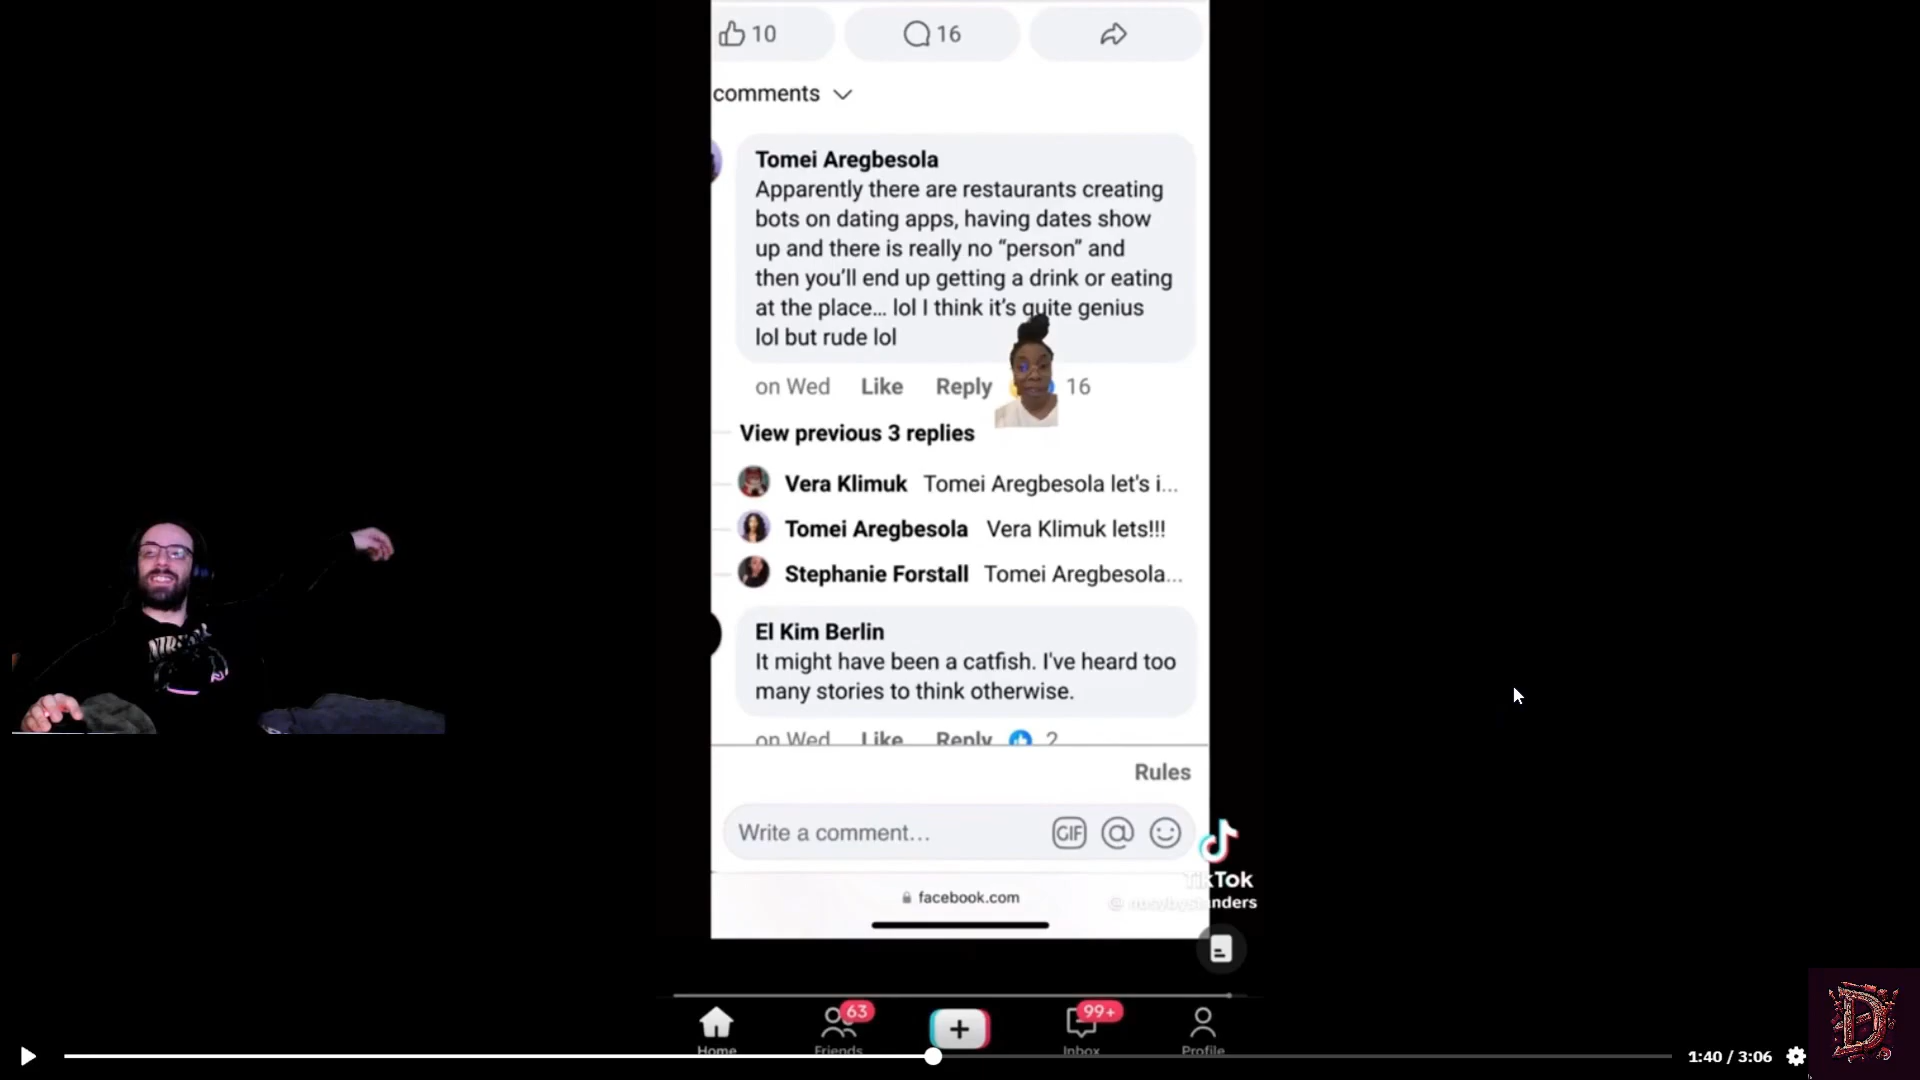 10
16
comments
Tomei Aregbesola
Apparently there are restaurants creating
bots on dating apps, having dates show
up and there is really no “person” and
then you’ll end up getting a drink or eating
at the place... lol I think it’s quite genius
lol but rude lol
on Wed Like Reply 16
View previous 3 replies
Vera Klimuk Tomei Aregbesola let's i...
Tomei Aregbesola Vera Klimuk lets!!!
Stephanie Forstall Tomei Aregbesola...
El Kim Berlin
It might have been a catfish. I've heard too
many stories to think otherwise.
on Wed Like Reply 2
Rules
Write a comment...
GIF
TikTok
facebook.com
63
99+
Home
Friends
Inbox
Profile
1:40 / 3:06
D